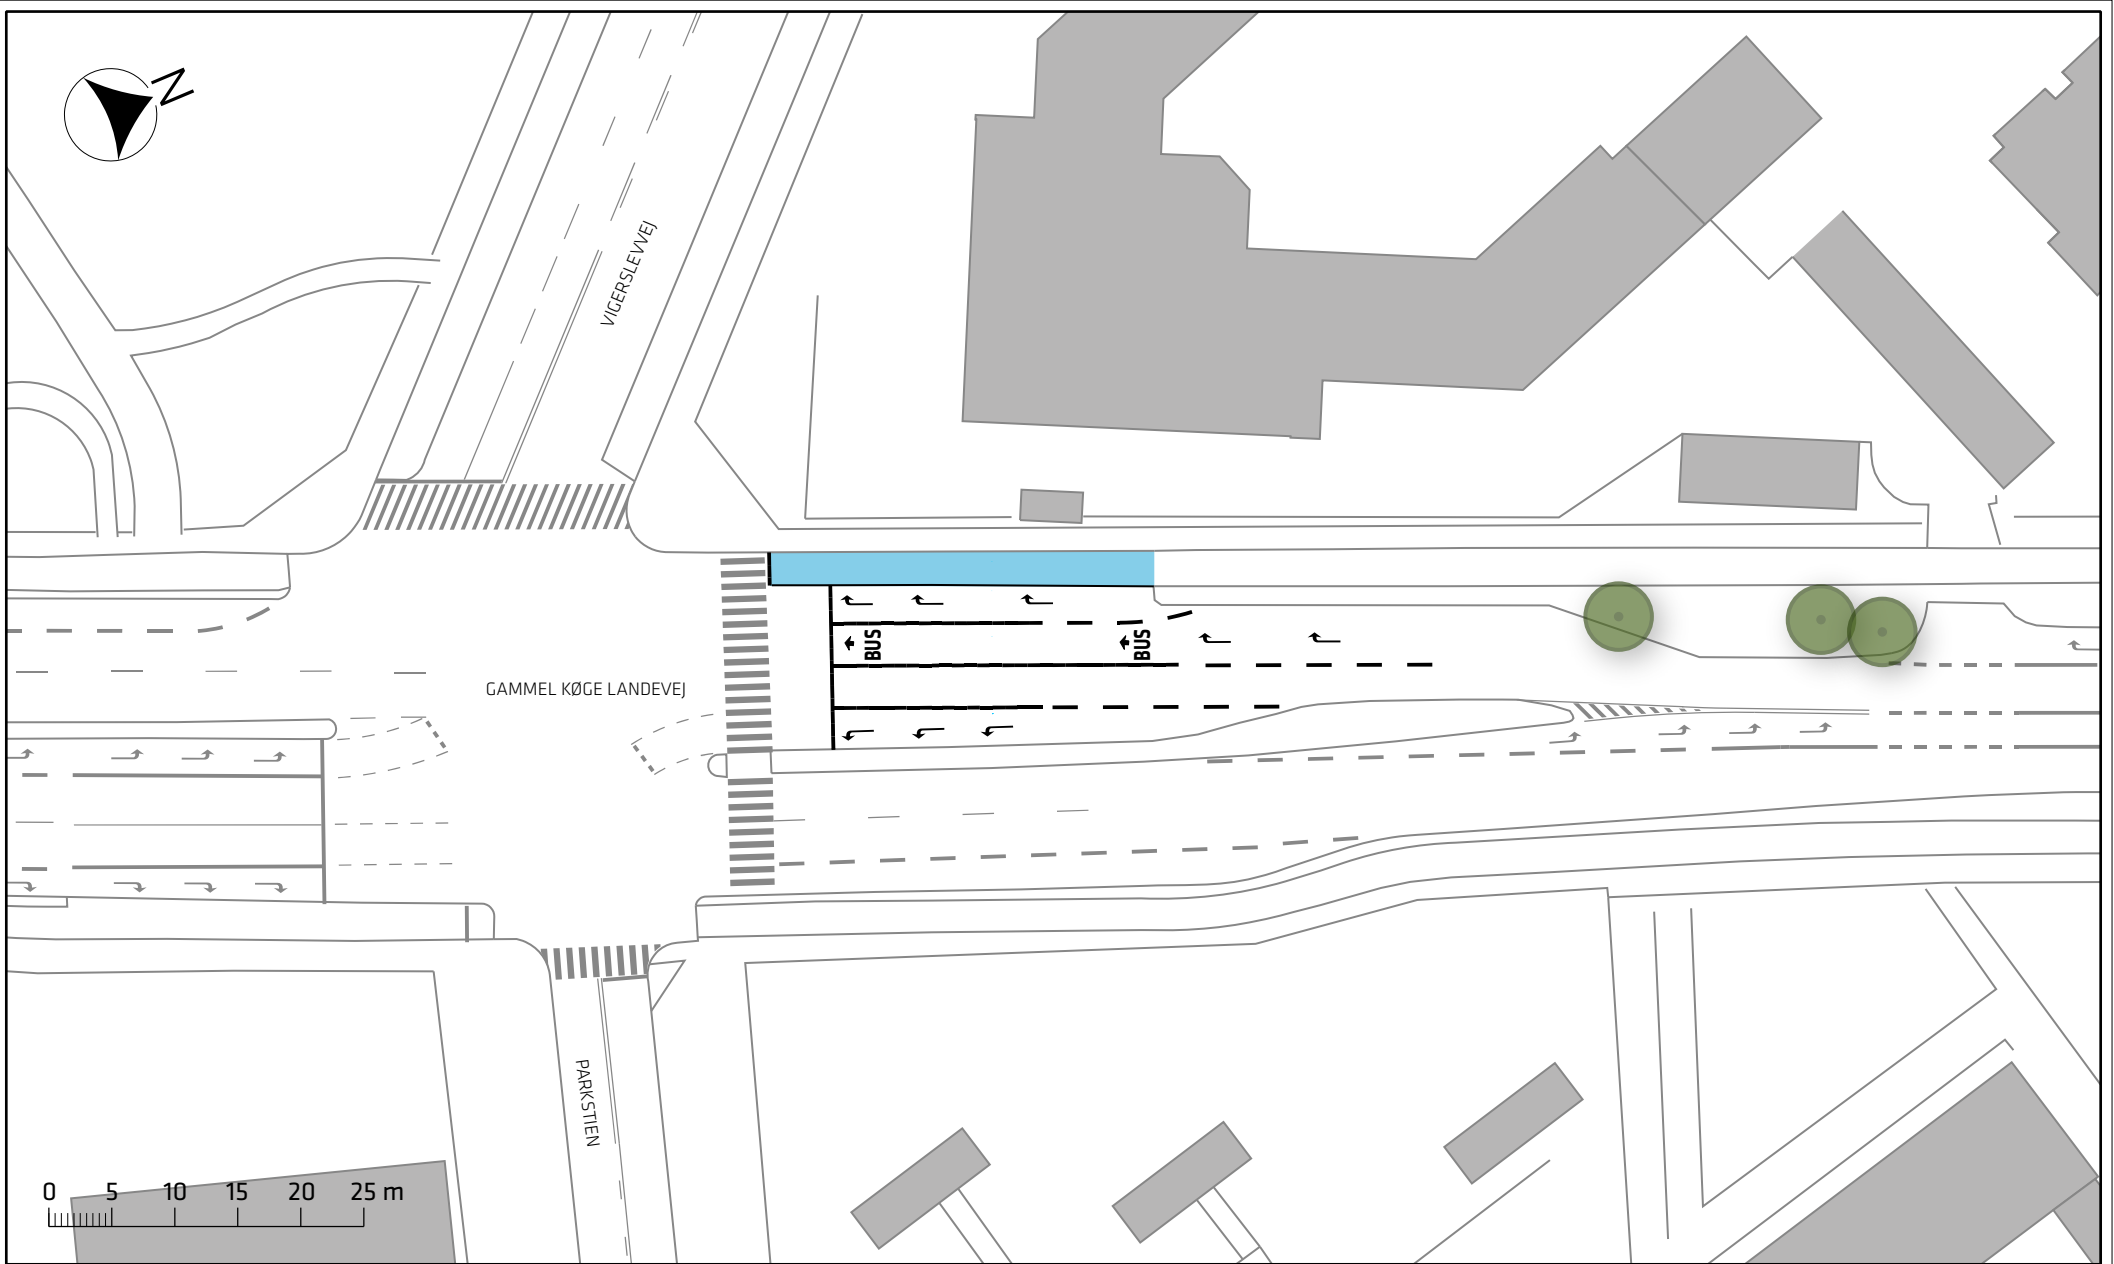 N
VIGERSLEVVEJ
BUS
BUS
GAMMEL KØGE LANDEVEJ
PARKSTIEN
0 5 10 15 20 25 m